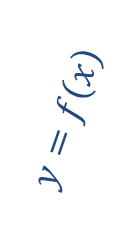 y = f(x)